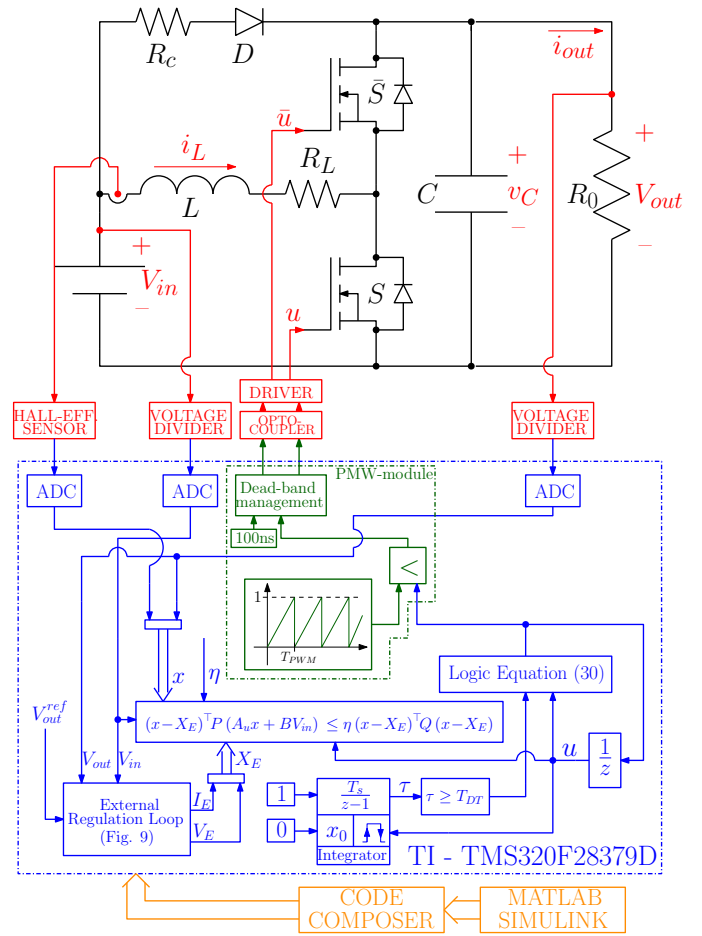 R_c
D
i_out
S̄
ū
i_L
R_L
L
C
+
v_C
−
R_0
+
V_out
−
+
V_in
−
S
u
DRIVER
HALL-EFF.
SENSOR
VOLTAGE
DIVIDER
OPTO-
COUPLER
VOLTAGE
DIVIDER
ADC
ADC
ADC
PMW-module
Dead-band
management
100ns
<
1
T_PWM
x
η
Logic Equation (30)
V_out^ref
(x−X_E)^⊤P (A_u x + BV_in) ≤ η (x−X_E)^⊤Q (x−X_E)
V_out
V_in
X_E
u
1/z
External
Regulation Loop
(Fig. 9)
I_E
V_E
1
T_s/(z−1)
τ
τ ≥ T_DT
0
x_0
Integrator
TI - TMS320F28379D
CODE
COMPOSER
MATLAB
SIMULINK